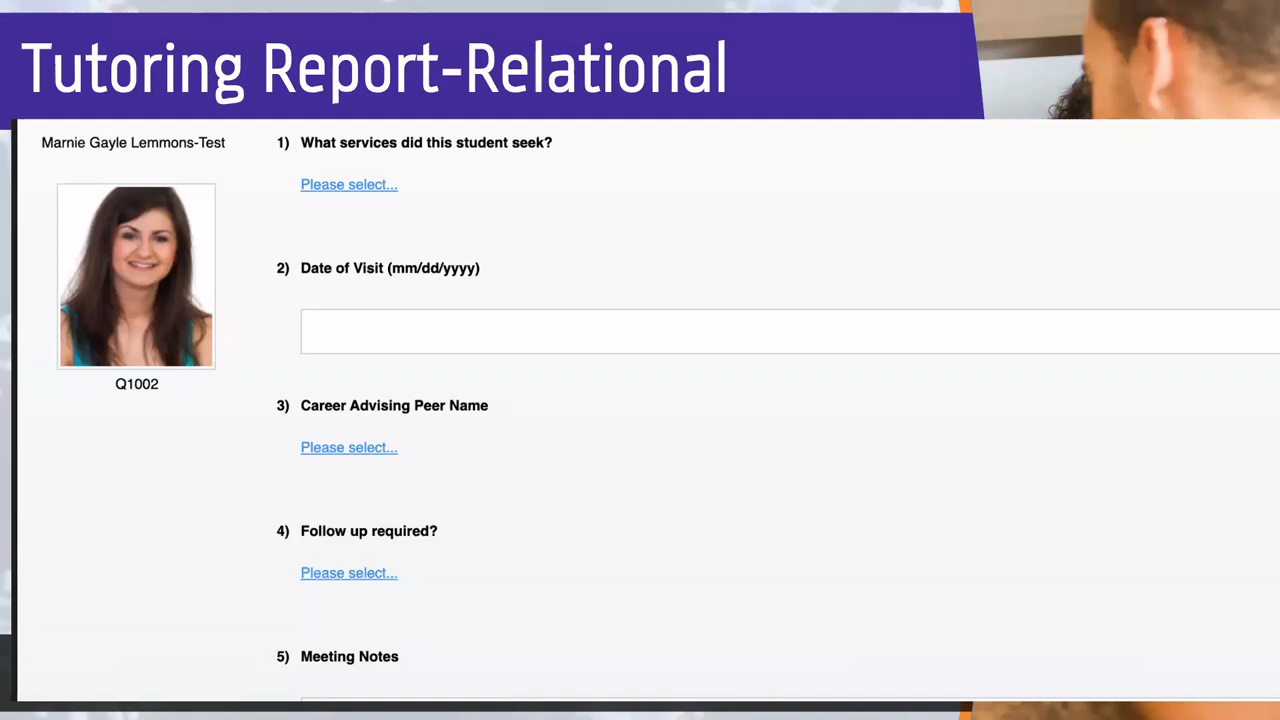 Tutoring Report-Relational
Marnie Gayle Lemmons-Test
Q1002
1) What services did this student seek?
Please select...
2) Date of Visit (mm/dd/yyyy)
3) Career Advising Peer Name
Please select...
4) Follow up required?
Please select...
5) Meeting Notes